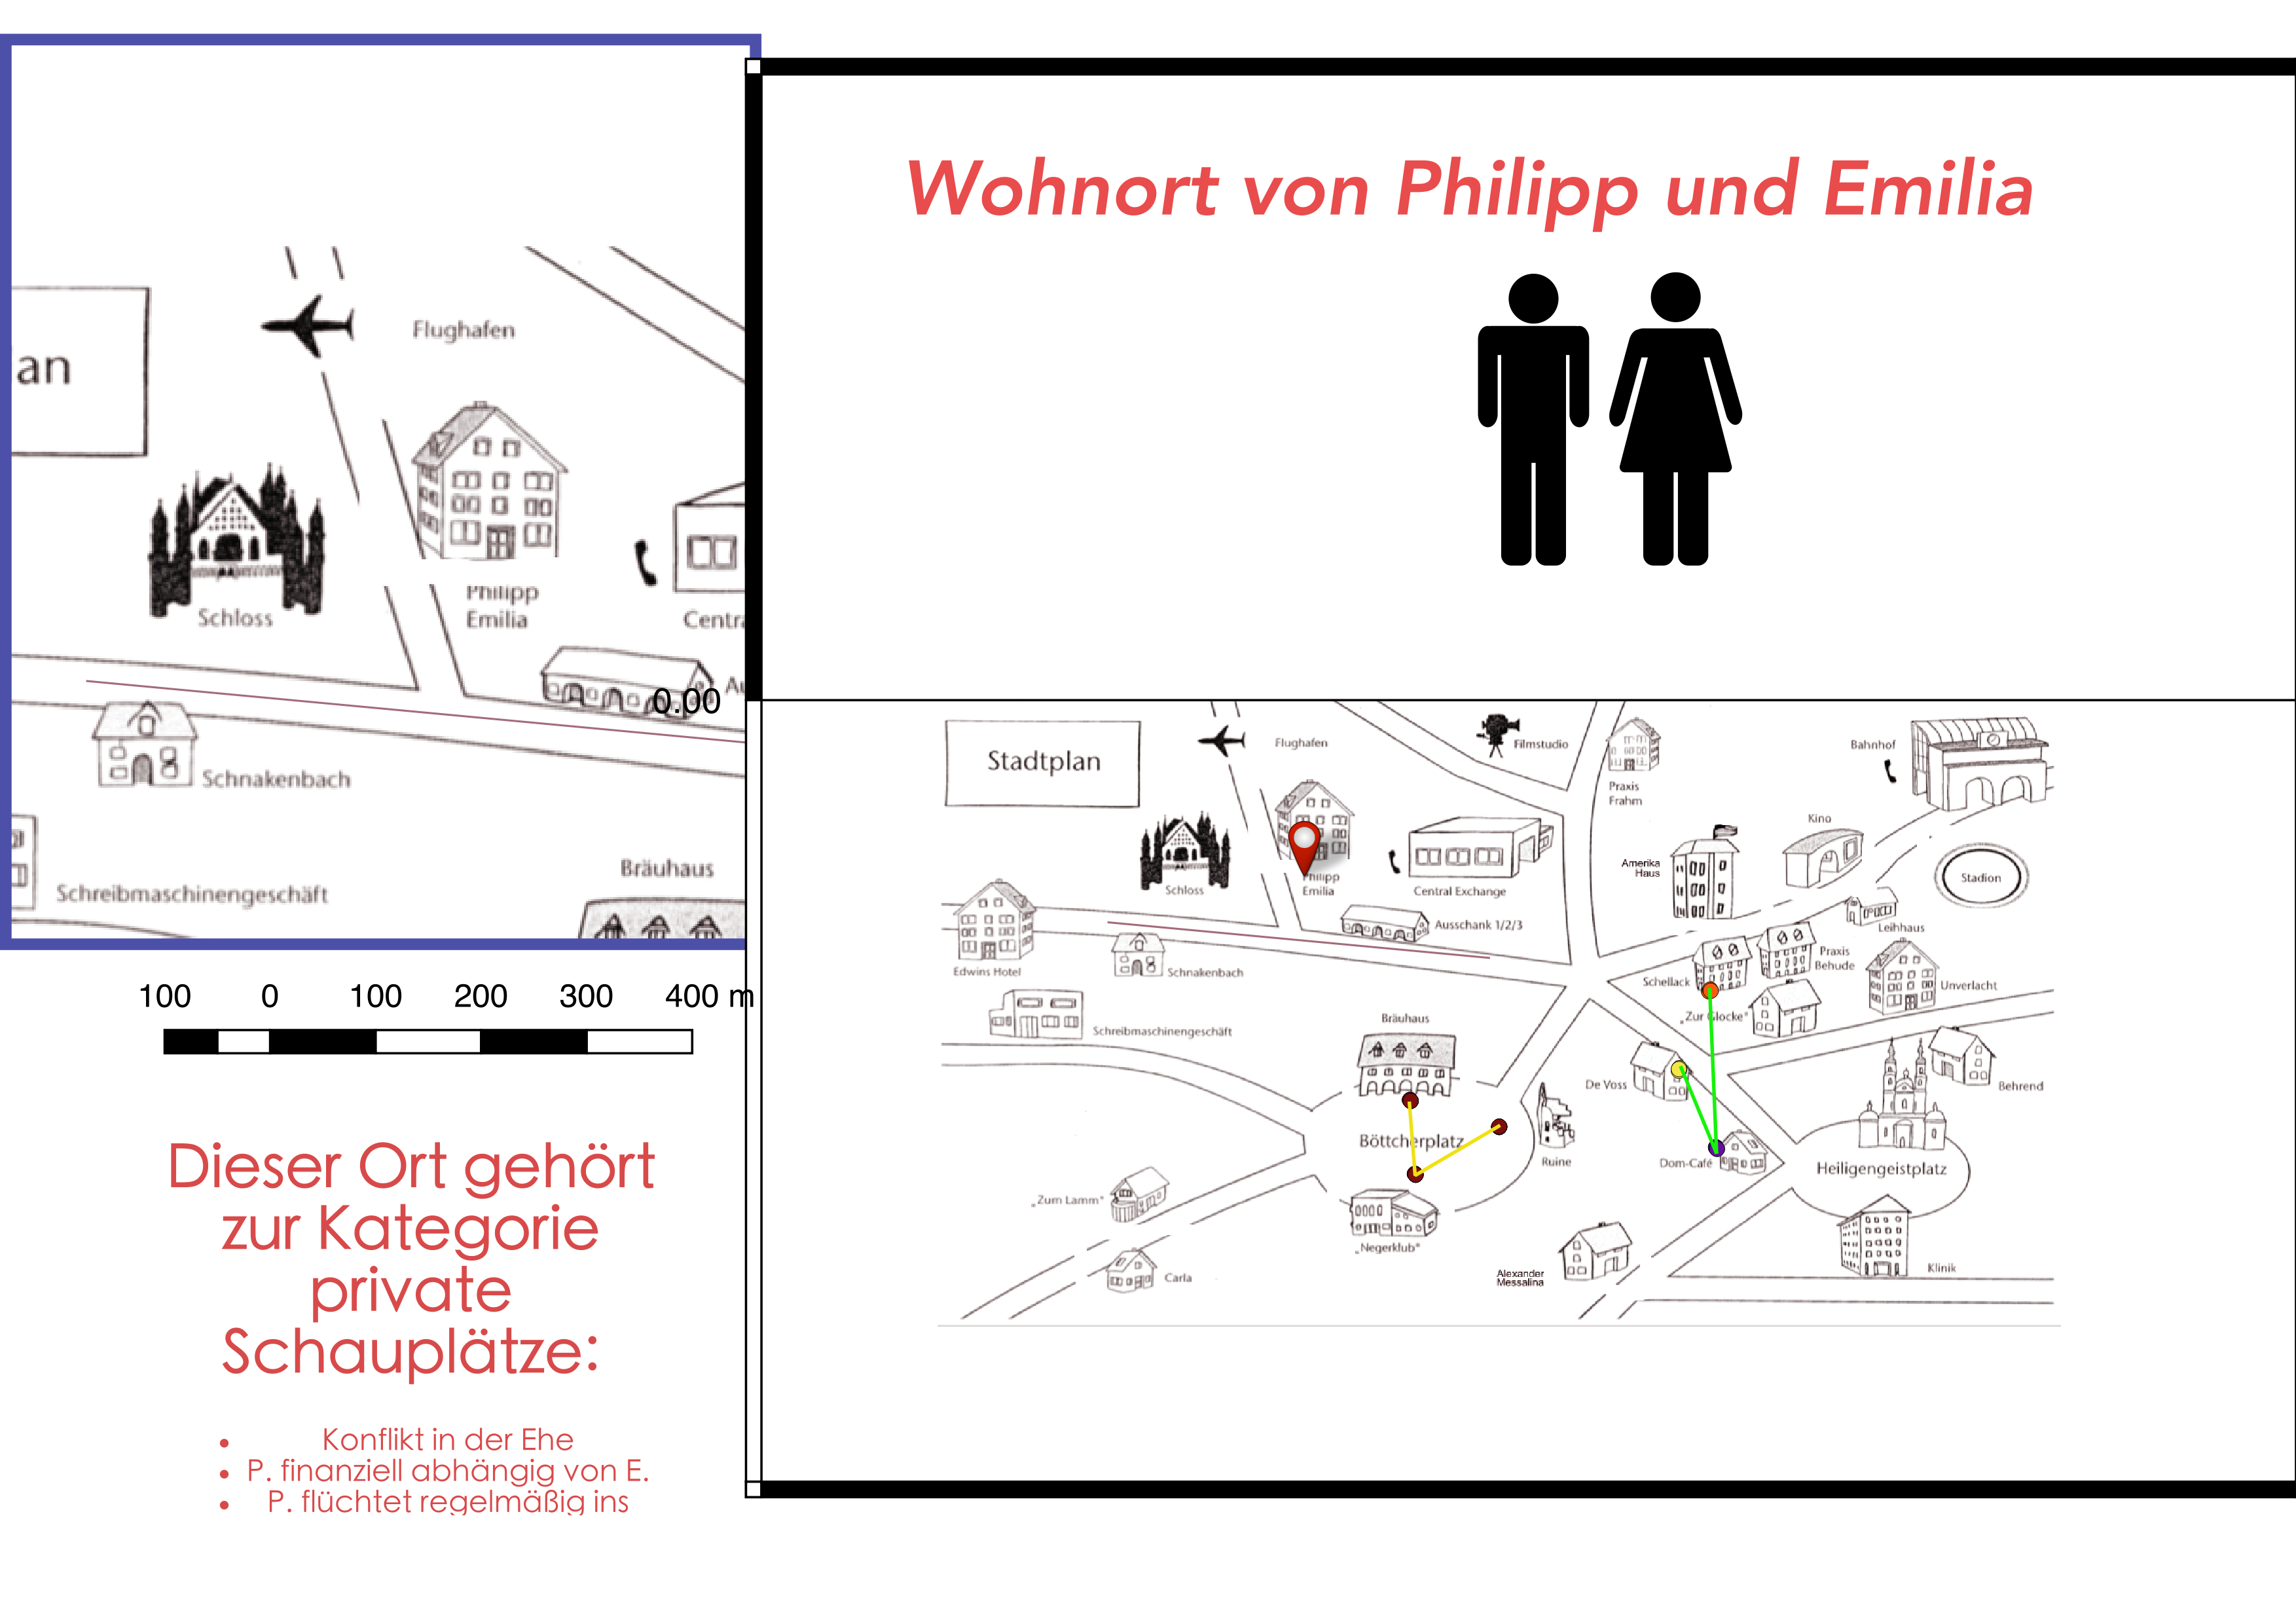 Wohnort von Philipp und Emilia
an
Flughafen
Schloss
Philipp
Emilia
Centra
Au
0.00
Schnakenbach
Schreibmaschinengeschäft
Bräuhaus
100 0 100 200 300 400 m
Dieser Ort gehört
zur Kategorie
private
Schauplätze:
• Konflikt in der Ehe
• P. finanziell abhängig von E.
• P. flüchtet regelmäßig ins
Stadtplan
Flughafen
Filmstudio
Praxis
Frahm
Bahnhof
Kino
Amerika
Haus
Stadion
Schloss
Philipp
Emilia
Central Exchange
Ausschank 1/2/3
Leihhaus
Praxis
Behude
Edwins Hotel
Schnakenbach
Schellack
Unverlacht
„Zur Glocke"
Schreibmaschinengeschäft
Bräuhaus
De Voss
Behrend
Böttcherplatz
Ruine
Dom-Café
Heiligengeistplatz
„Zum Lamm"
„Negerklub"
Carla
Alexander
Messalina
Klinik